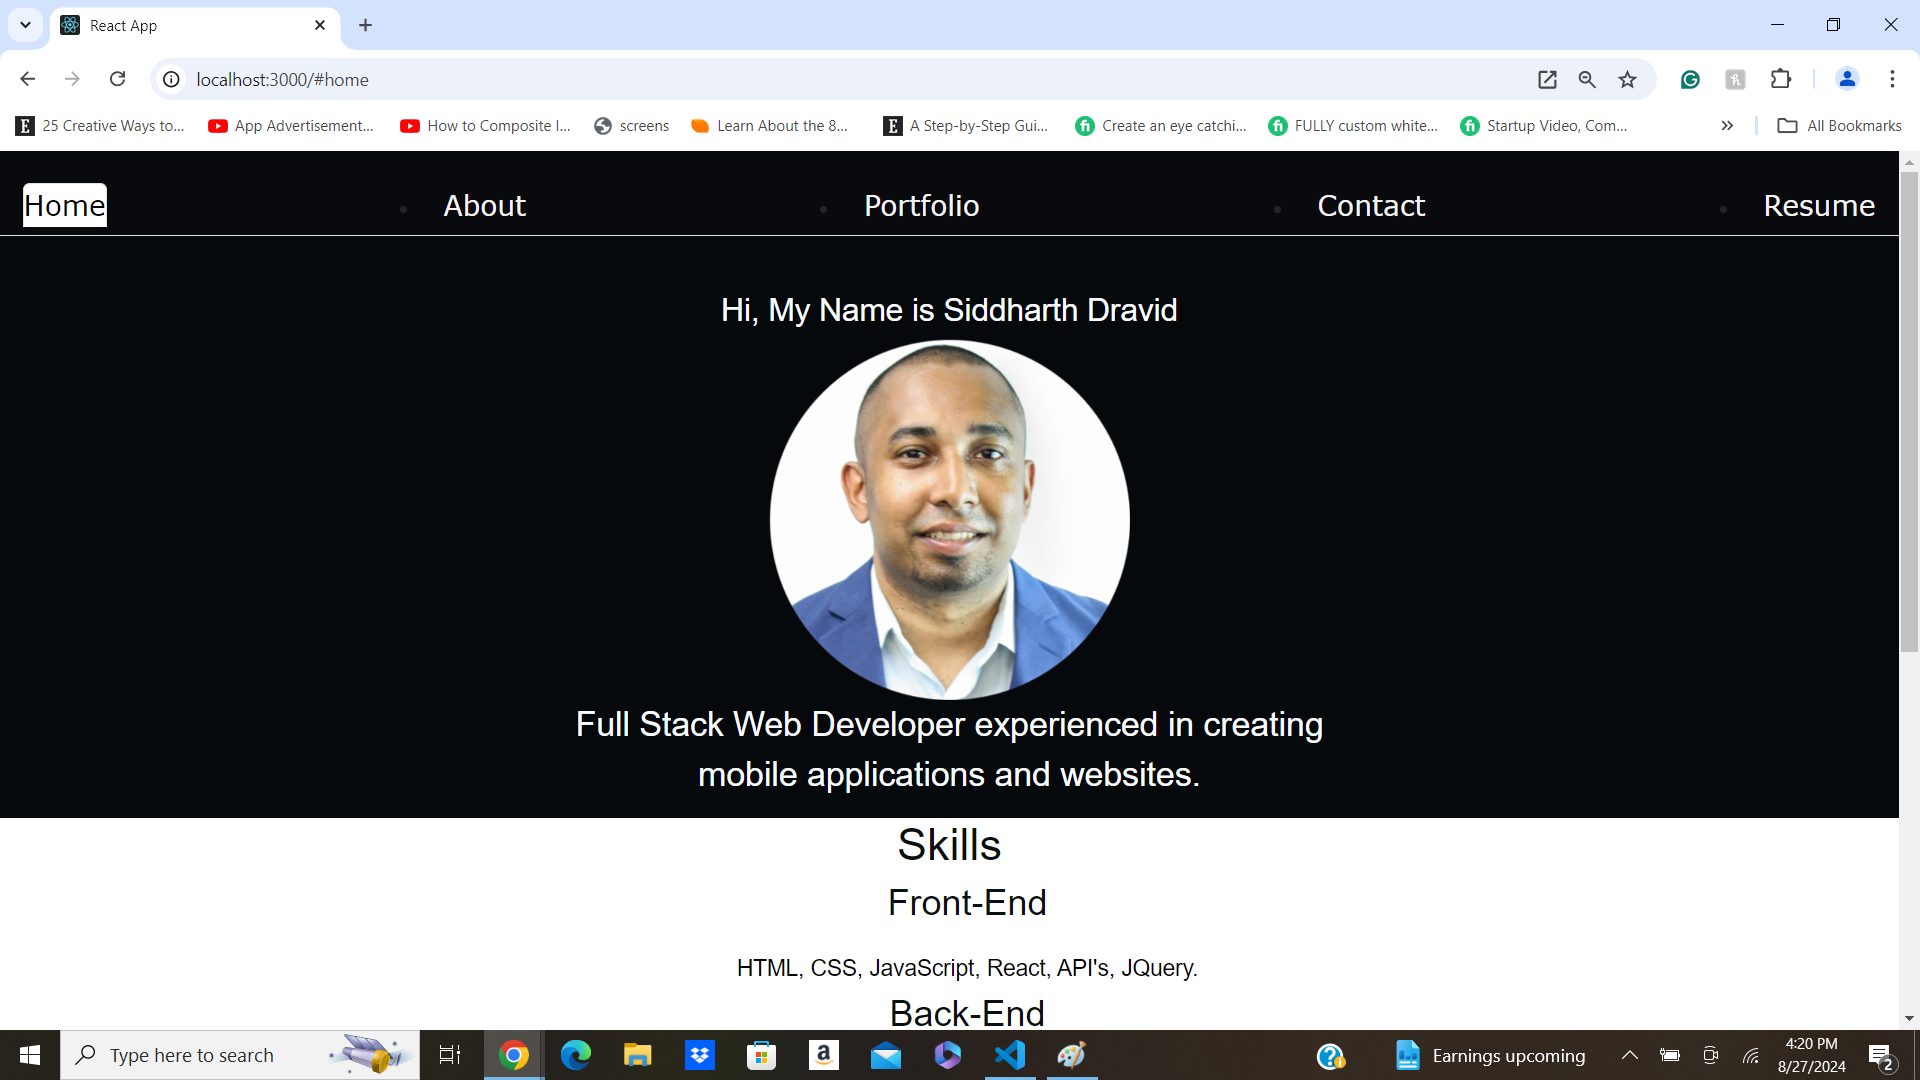 React App
localhost:3000/#home
25 Creative Ways to...
App Advertisement...
How to Composite I...
screens
Learn About the 8...
A Step-by-Step Gui...
Create an eye catchi...
FULLY custom white...
Startup Video, Com...
All Bookmarks
Home
About
Portfolio
Contact
Resume
Hi, My Name is Siddharth Dravid
Full Stack Web Developer experienced in creating
mobile applications and websites.
Skills
Front-End
HTML, CSS, JavaScript, React, API's, JQuery.
Back-End
Type here to search
Earnings upcoming
4:20 PM
8/27/2024
2